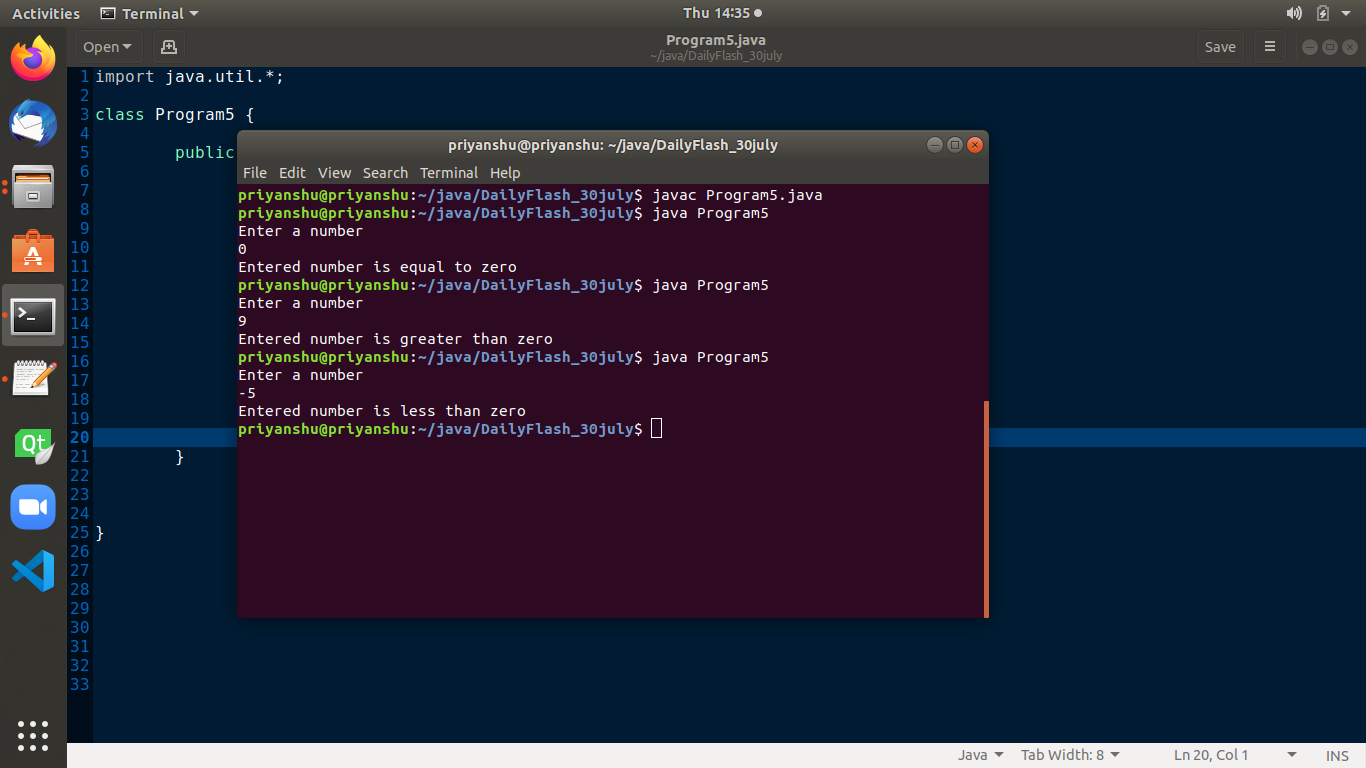 Activities Terminal Thu 14:35
Open Program5.java Save
~/java/DailyFlash_30july
1 import java.util.*;
2
3 class Program5 {
4
5 public
6
7
8
9
10
11
12
13
14
15
16
17
18
19
20
21 }
22
23
24
25 }
26
27
28
29
30
31
32
33
priyanshu@priyanshu: ~/java/DailyFlash_30july
File Edit View Search Terminal Help
priyanshu@priyanshu:~/java/DailyFlash_30july$ javac Program5.java
priyanshu@priyanshu:~/java/DailyFlash_30july$ java Program5
Enter a number
0
Entered number is equal to zero
priyanshu@priyanshu:~/java/DailyFlash_30july$ java Program5
Enter a number
9
Entered number is greater than zero
priyanshu@priyanshu:~/java/DailyFlash_30july$ java Program5
Enter a number
-5
Entered number is less than zero
priyanshu@priyanshu:~/java/DailyFlash_30july$
Qt
Java Tab Width: 8 Ln 20, Col 1 INS